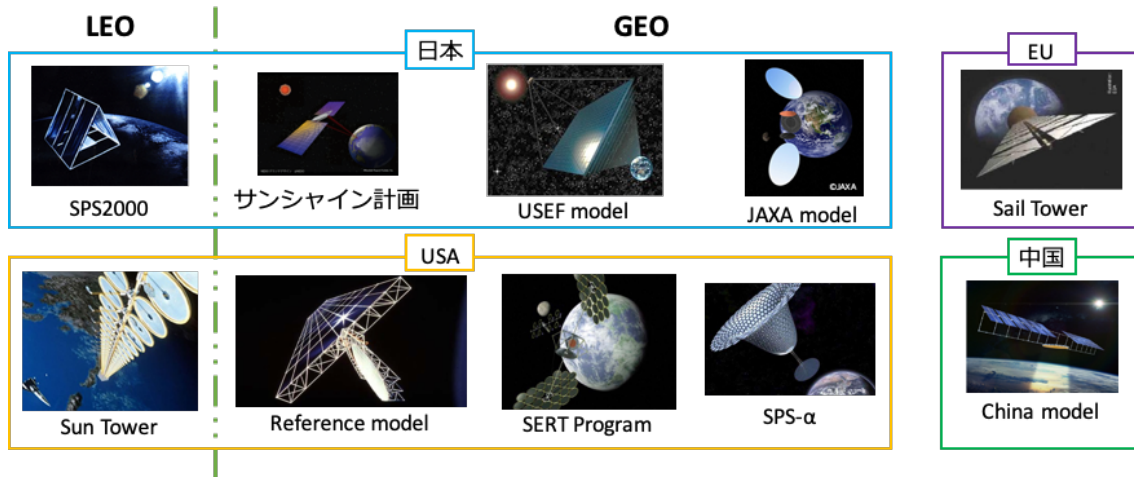 LEO
GEO
日本
EU
SPS2000
サンシャイン計画
USEF model
©JAXA
JAXA model
Sail Tower
USA
中国
Sun Tower
Reference model
SERT Program
SPS-α
China model